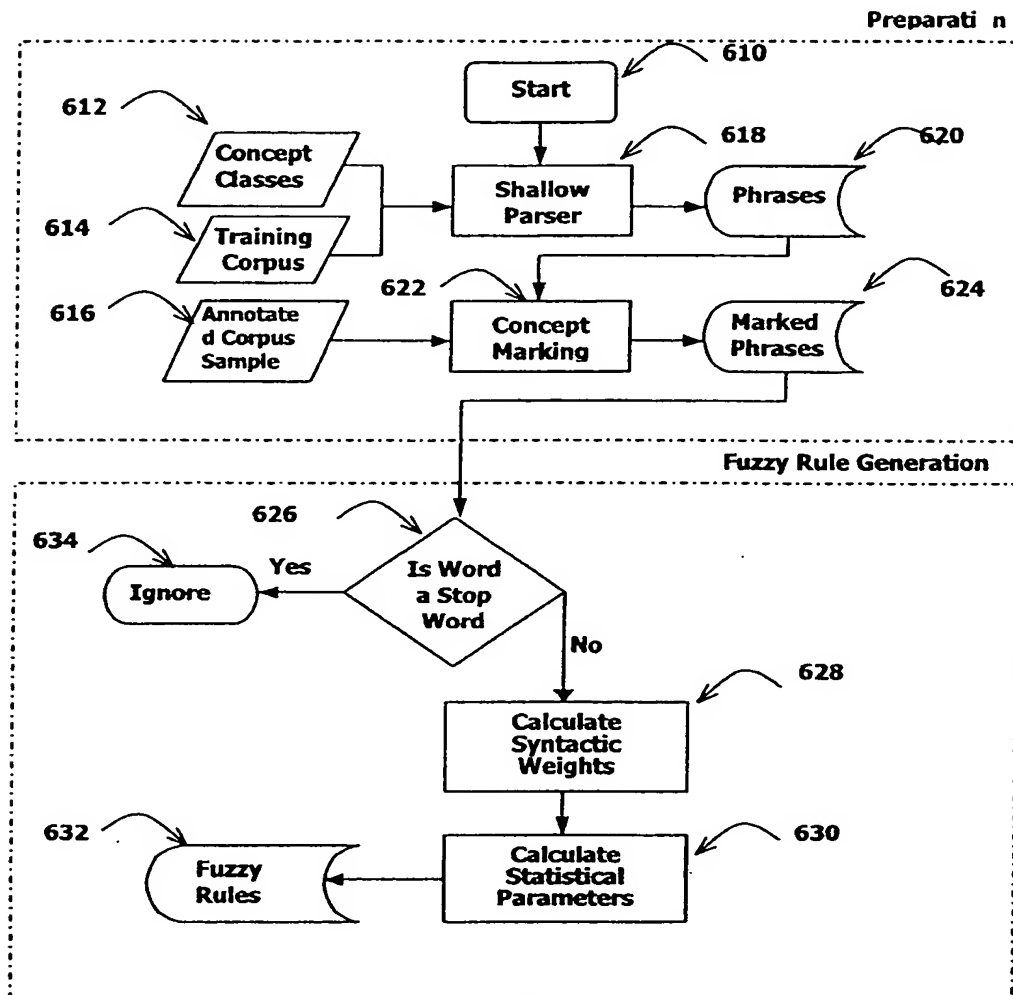 Preparati n
610
Start
612
618
620
Concept
Classes
Shallow
Parser
Phrases
614
Training
Corpus
622
624
616
Annotate
d Corpus
Sample
Concept
Marking
Marked
Phrases
Fuzzy Rule Generation
626
634
Yes
Is Word
a Stop
Word
Ignore
No
628
Calculate
Syntactic
Weights
632
630
Fuzzy
Rules
Calculate
Statistical
Parameters